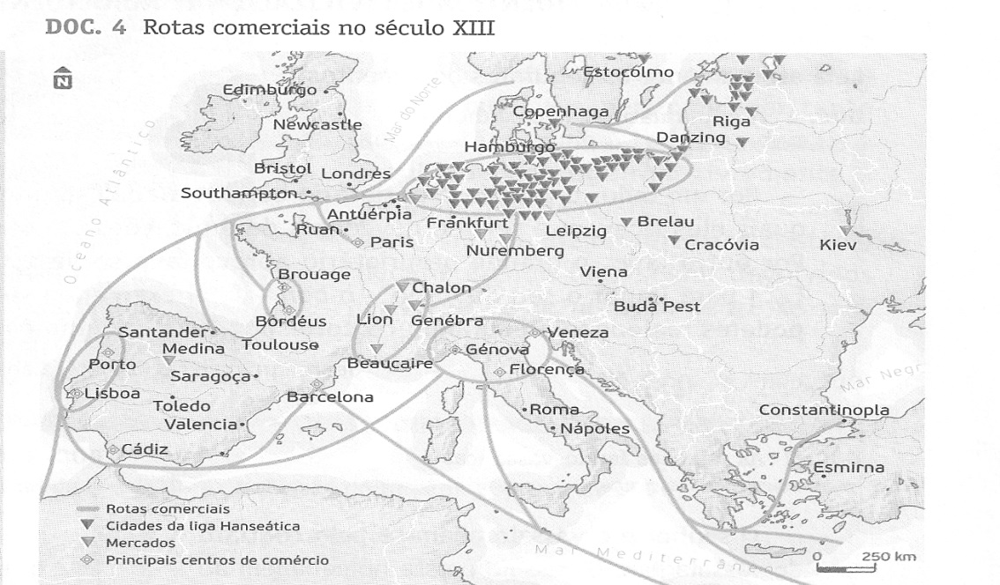 DOC. 4 Rotas comerciais no século XIII
N
Estocolmo
Edimburgo
Mar do Norte
Copenhaga
Newcastle
Riga
Danzing
Hamburgo
Oceano Atlântico
Bristol
Londres
Southampton
Antuérpia
Frankfurt
Brelau
Ruan
Paris
Leipzig
Cracóvia
Kiev
Nuremberg
Brouage
Viena
Chalon
Buda Pest
Bordéus
Lion
Genébra
Santander
Toulouse
Veneza
Medina
Génova
Porto
Beaucaire
Florença
Saragoça
Mar Negr
Lisboa
Barcelona
Toledo
Roma
Constantinopla
Valencia
Nápoles
Cádiz
Esmirna
Rotas comerciais
Cidades da liga Hanseática
Mercados
Principais centros de comércio
Mar Mediterrâneo
0 250 km